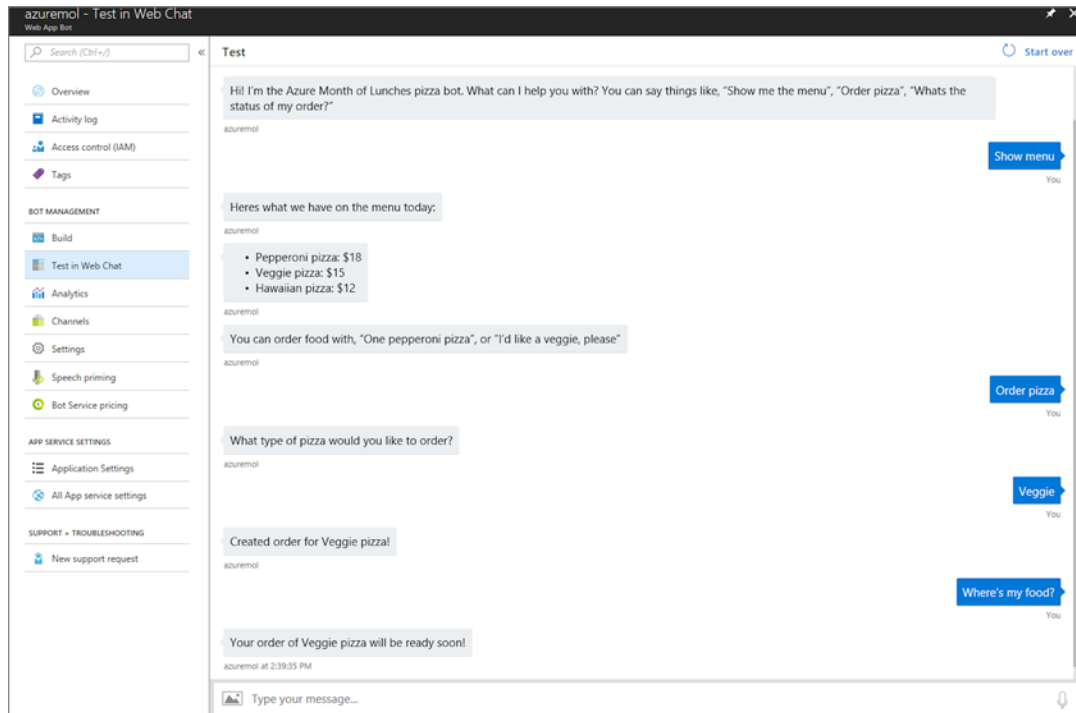 azuremol - Test in Web Chat
Web App Bot
Search (Ctrl+/)
«
Overview
Activity log
Access control (IAM)
Tags
BOT MANAGEMENT
Build
Test in Web Chat
Analytics
Channels
Settings
Speech priming
Bot Service pricing
APP SERVICE SETTINGS
Application Settings
All App service settings
SUPPORT + TROUBLESHOOTING
New support request
Test
Start over
Hi! I'm the Azure Month of Lunches pizza bot. What can I help you with? You can say things like, "Show me the menu", "Order pizza", "Whats the
status of my order?"
azuremol
Show menu
You
Heres what we have on the menu today:
azuremol
• Pepperoni pizza: $18
• Veggie pizza: $15
• Hawaiian pizza: $12
azuremol
You can order food with, "One pepperoni pizza", or "I'd like a veggie, please"
azuremol
Order pizza
You
What type of pizza would you like to order?
azuremol
Veggie
You
Created order for Veggie pizza!
azuremol
Where's my food?
You
Your order of Veggie pizza will be ready soon!
azuremol at 2:39:35 PM
Type your message...